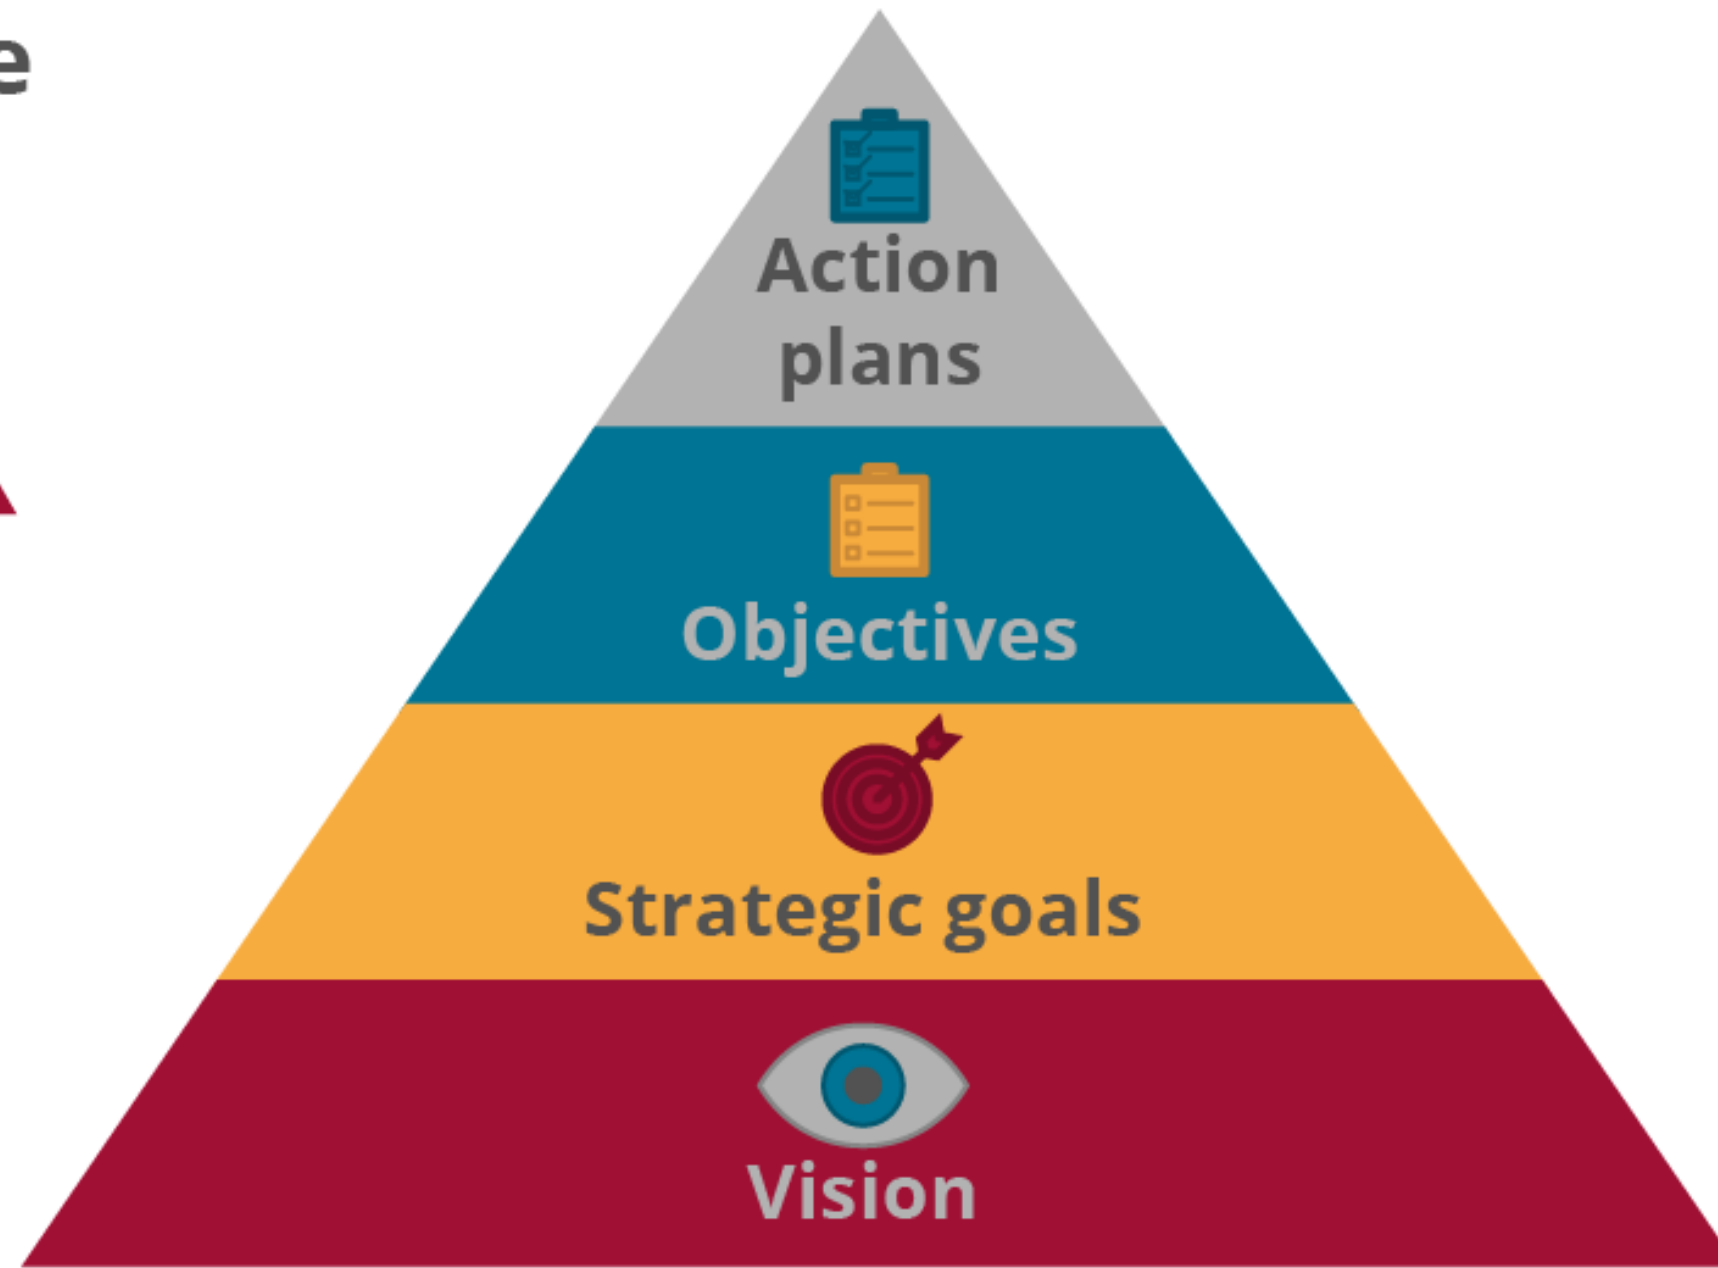 e
Action
plans
Objectives
Strategic goals
Vision